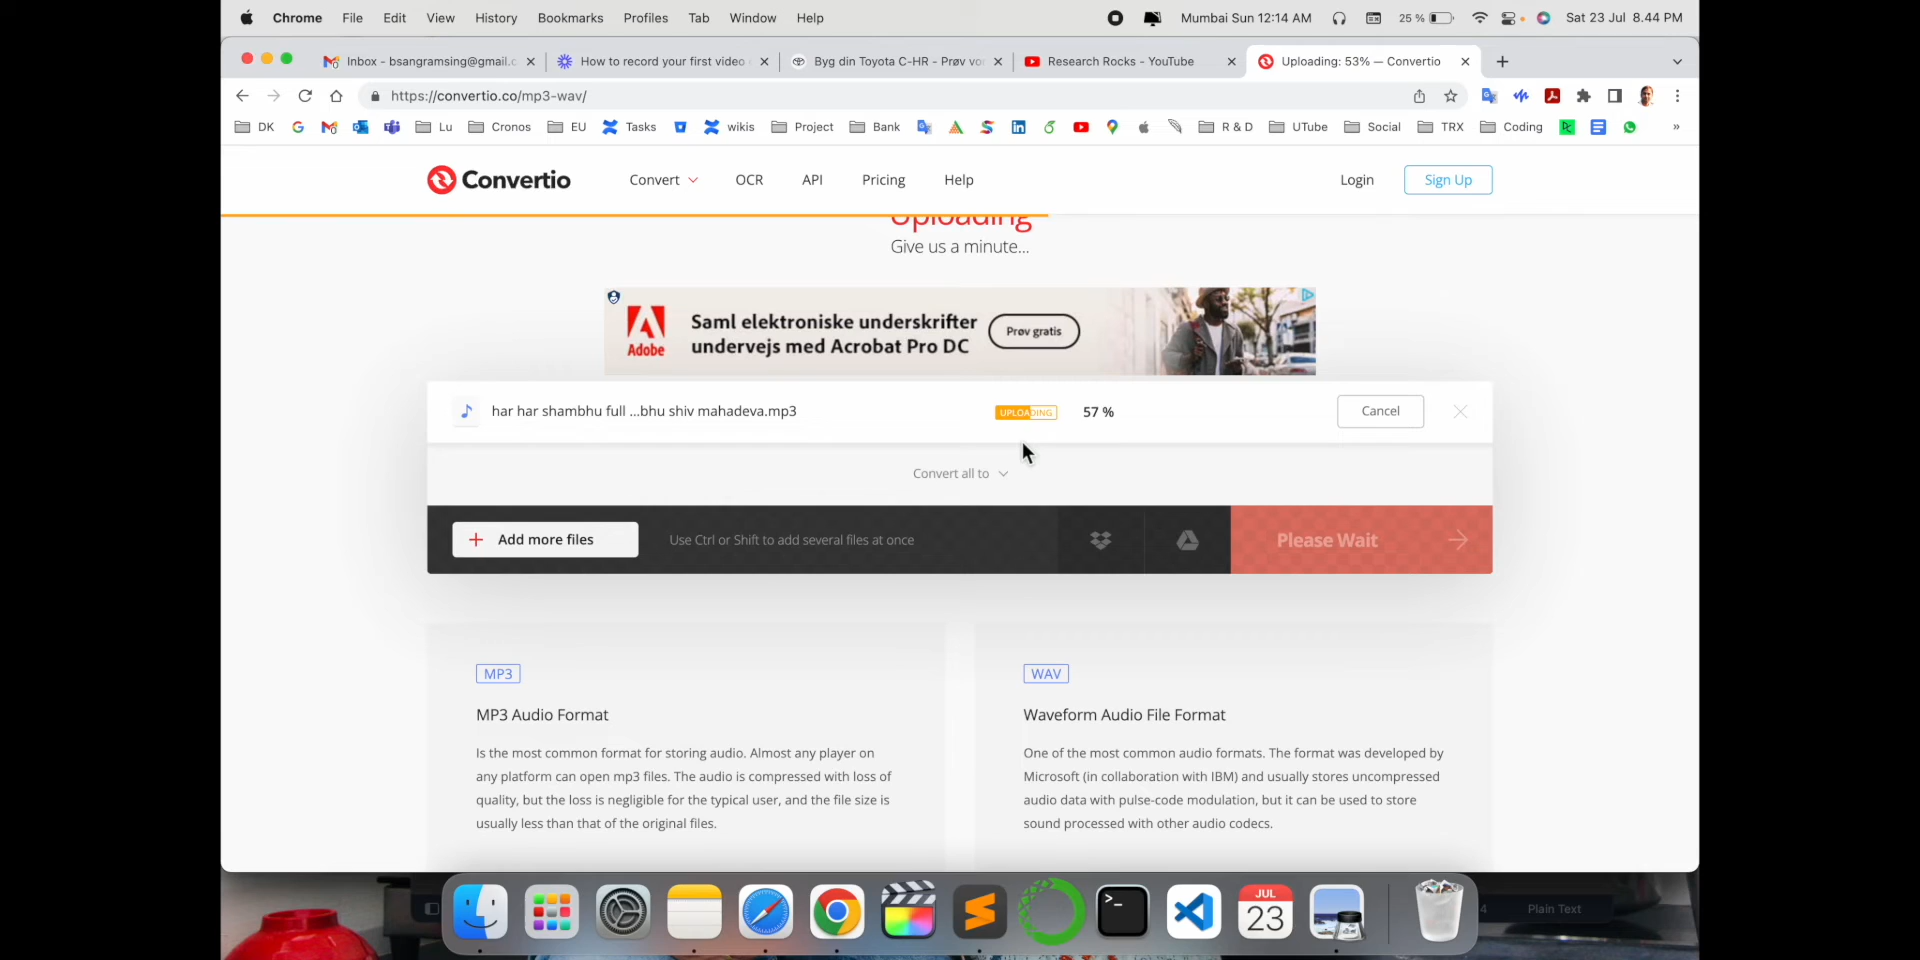 Chrome File Edit View History Bookmarks Profiles Tab Window Help Mumbai Sun 12:14 AM 25 % Sat 23 Jul 8.44 PM
Inbox - bsangramsing@gmail.c How to record your first video Byg din Toyota C-HR - Prøv vor Research Rocks - YouTube Uploading: 53% — Convertio
https://convertio.co/mp3-wav/
DK Lu Cronos EU Tasks wikis Project Bank R & D UTube Social TRX Coding »
Convertio Convert OCR API Pricing Help Login Sign Up
Uploading
Give us a minute...
Adobe
Saml elektroniske underskrifter
undervejs med Acrobat Pro DC
Prøv gratis
har har shambhu full ...bhu shiv mahadeva.mp3 UPLOADING 57 % Cancel
Convert all to
Add more files Use Ctrl or Shift to add several files at once Please Wait
MP3
MP3 Audio Format
Is the most common format for storing audio. Almost any player on
any platform can open mp3 files. The audio is compressed with loss of
quality, but the loss is negligible for the typical user, and the file size is
usually less than that of the original files.
WAV
Waveform Audio File Format
One of the most common audio formats. The format was developed by
Microsoft (in collaboration with IBM) and usually stores uncompressed
audio data with pulse-code modulation, but it can be used to store
sound processed with other audio codecs.
JUL
23
4 Plain Text